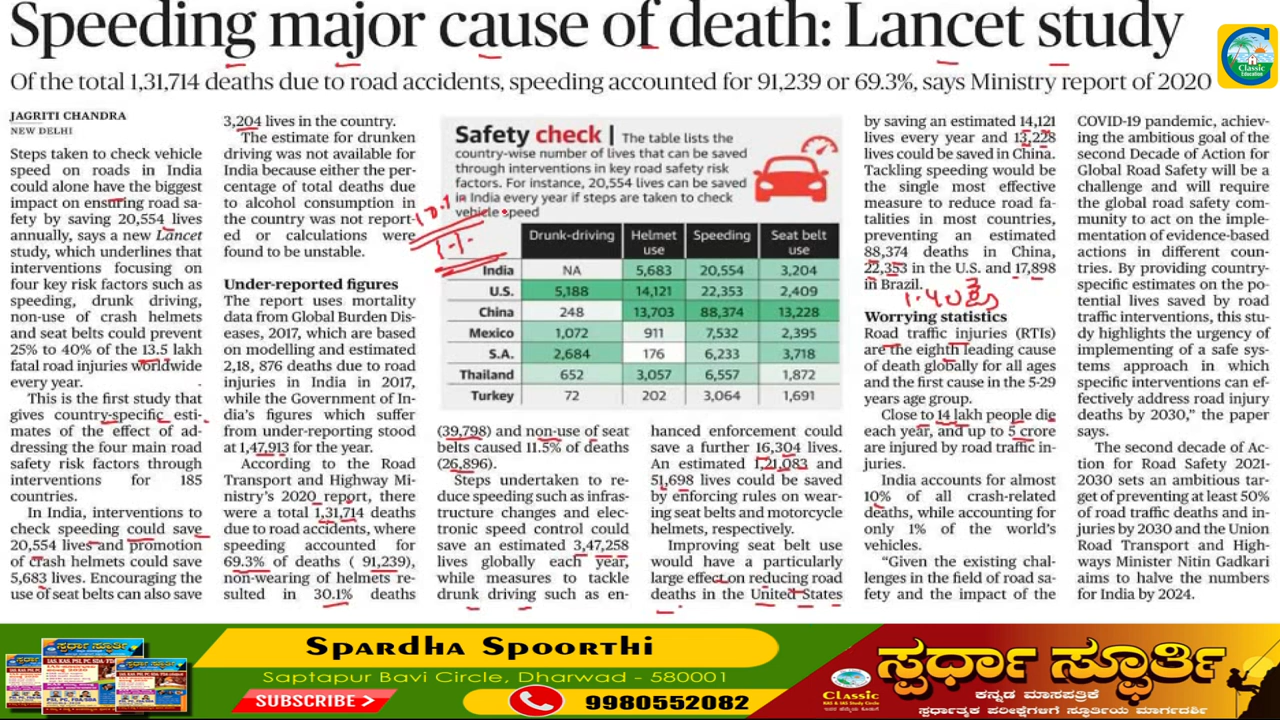 Speeding major cause of death: Lancet study
Of the total 1,31,714 deaths due to road accidents, speeding accounted for 91,239 or 69.3%, says Ministry report of 2020
Classic
Education
JAGRITI CHANDRA
NEW DELHI
Steps taken to check vehicle
speed on roads in India
could alone have the biggest
impact on ensuring road sa-
fety by saving 20,554 lives
annually, says a new Lancet
study, which underlines that
interventions focusing on
four key risk factors such as
speeding, drunk driving,
non-use of crash helmets
and seat belts could prevent
25% to 40% of the 13.5 lakh
fatal road injuries worldwide
every year.
This is the first study that
gives country-specific esti-
mates of the effect of ad-
dressing the four main road
safety risk factors through
interventions for 185
countries.
In India, interventions to
check speeding could save
20,554 lives and promotion
of crash helmets could save
5,683 lives. Encouraging the
use of seat belts can also save
3,204 lives in the country.
The estimate for drunken
driving was not available for
India because either the per-
centage of total deaths due
to alcohol consumption in
the country was not report-
ed or calculations were
found to be unstable.
Under-reported figures
The report uses mortality
data from Global Burden Dis-
eases, 2017, which are based
on modelling and estimated
2,18, 876 deaths due to road
injuries in India in 2017,
while the Government of In-
dia's figures which suffer
from under-reporting stood
at 1,47,913 for the year.
According to the Road
Transport and Highway Mi-
nistry's 2020 report, there
were a total 1,31,714 deaths
due to road accidents, where
speeding accounted for
69.3% of deaths ( 91,239),
non-wearing of helmets re-
sulted in 30.1% deaths
Safety check | The table lists the
country-wise number of lives that can be saved
through interventions in key road safety risk
factors. For instance, 20,554 lives can be saved
in India every year if steps are taken to check
vehicle speed
10%
1%
Drunk-driving Helmet use Speeding Seat belt use
India NA 5,683 20,554 3,204
U.S. 5,188 14,121 22,353 2,409
China 248 13,703 88,374 13,228
Mexico 1,072 911 7,532 2,395
S.A. 2,684 176 6,233 3,718
Thailand 652 3,057 6,557 1,872
Turkey 72 202 3,064 1,691
(39,798) and non-use of seat
belts caused 11.5% of deaths
(26,896).
Steps undertaken to re-
duce speeding such as infras-
tructure changes and elec-
tronic speed control could
save an estimated 3,47,258
lives globally each year,
while measures to tackle
drunk driving such as en-
hanced enforcement could
save a further 16,304 lives.
An estimated 1,21,083 and
51,698 lives could be saved
by enforcing rules on wear-
ing seat belts and motorcycle
helmets, respectively.
Improving seat belt use
would have a particularly
large effect on reducing road
deaths in the United States
by saving an estimated 14,121
lives every year and 13,228
lives could be saved in China.
Tackling speeding would be
the single most effective
measure to reduce road fa-
talities in most countries,
preventing an estimated
88,374 deaths in China,
22,353 in the U.S. and 17,898
in Brazil.
Worrying statistics
Road traffic injuries (RTIs)
are the eighth leading cause
of death globally for all ages
and the first cause in the 5-29
years age group.
Close to 14 lakh people die
each year, and up to 5 crore
are injured by road traffic in-
juries.
India accounts for almost
10% of all crash-related
deaths, while accounting for
only 1% of the world's
vehicles.
"Given the existing chal-
lenges in the field of road sa-
fety and the impact of the
COVID-19 pandemic, achiev-
ing the ambitious goal of the
second Decade of Action for
Global Road Safety will be a
challenge and will require
the global road safety com-
munity to act on the imple-
mentation of evidence-based
actions in different coun-
tries. By providing country-
specific estimates on the po-
tential lives saved by road
traffic interventions, this stu-
dy highlights the urgency of
implementing of a safe sys-
tems approach in which
specific interventions can ef-
fectively address road injury
deaths by 2030," the paper
says.
The second decade of Ac-
tion for Road Safety 2021-
2030 sets an ambitious tar-
get of preventing at least 50%
of road traffic deaths and in-
juries by 2030 and the Union
Road Transport and High-
ways Minister Nitin Gadkari
aims to halve the numbers
for India by 2024.
Spardha Spoorthi
Saptapur Bavi Circle, Dharwad - 580001
SUBSCRIBE >
9980552082
Classic
KAS & IAS Study Circle
ಸ್ಪರ್ಧಾ ಸ್ಫೂರ್ತಿ
ಕನ್ನಡ ಮಾಸಪತ್ರಿಕೆ
ಸ್ಪರ್ಧಾತ್ಮಕ ಪರೀಕ್ಷೆಗಳಿಗೆ ಸ್ಫೂರ್ತಿಯ ಮಾರ್ಗದರ್ಶಿ